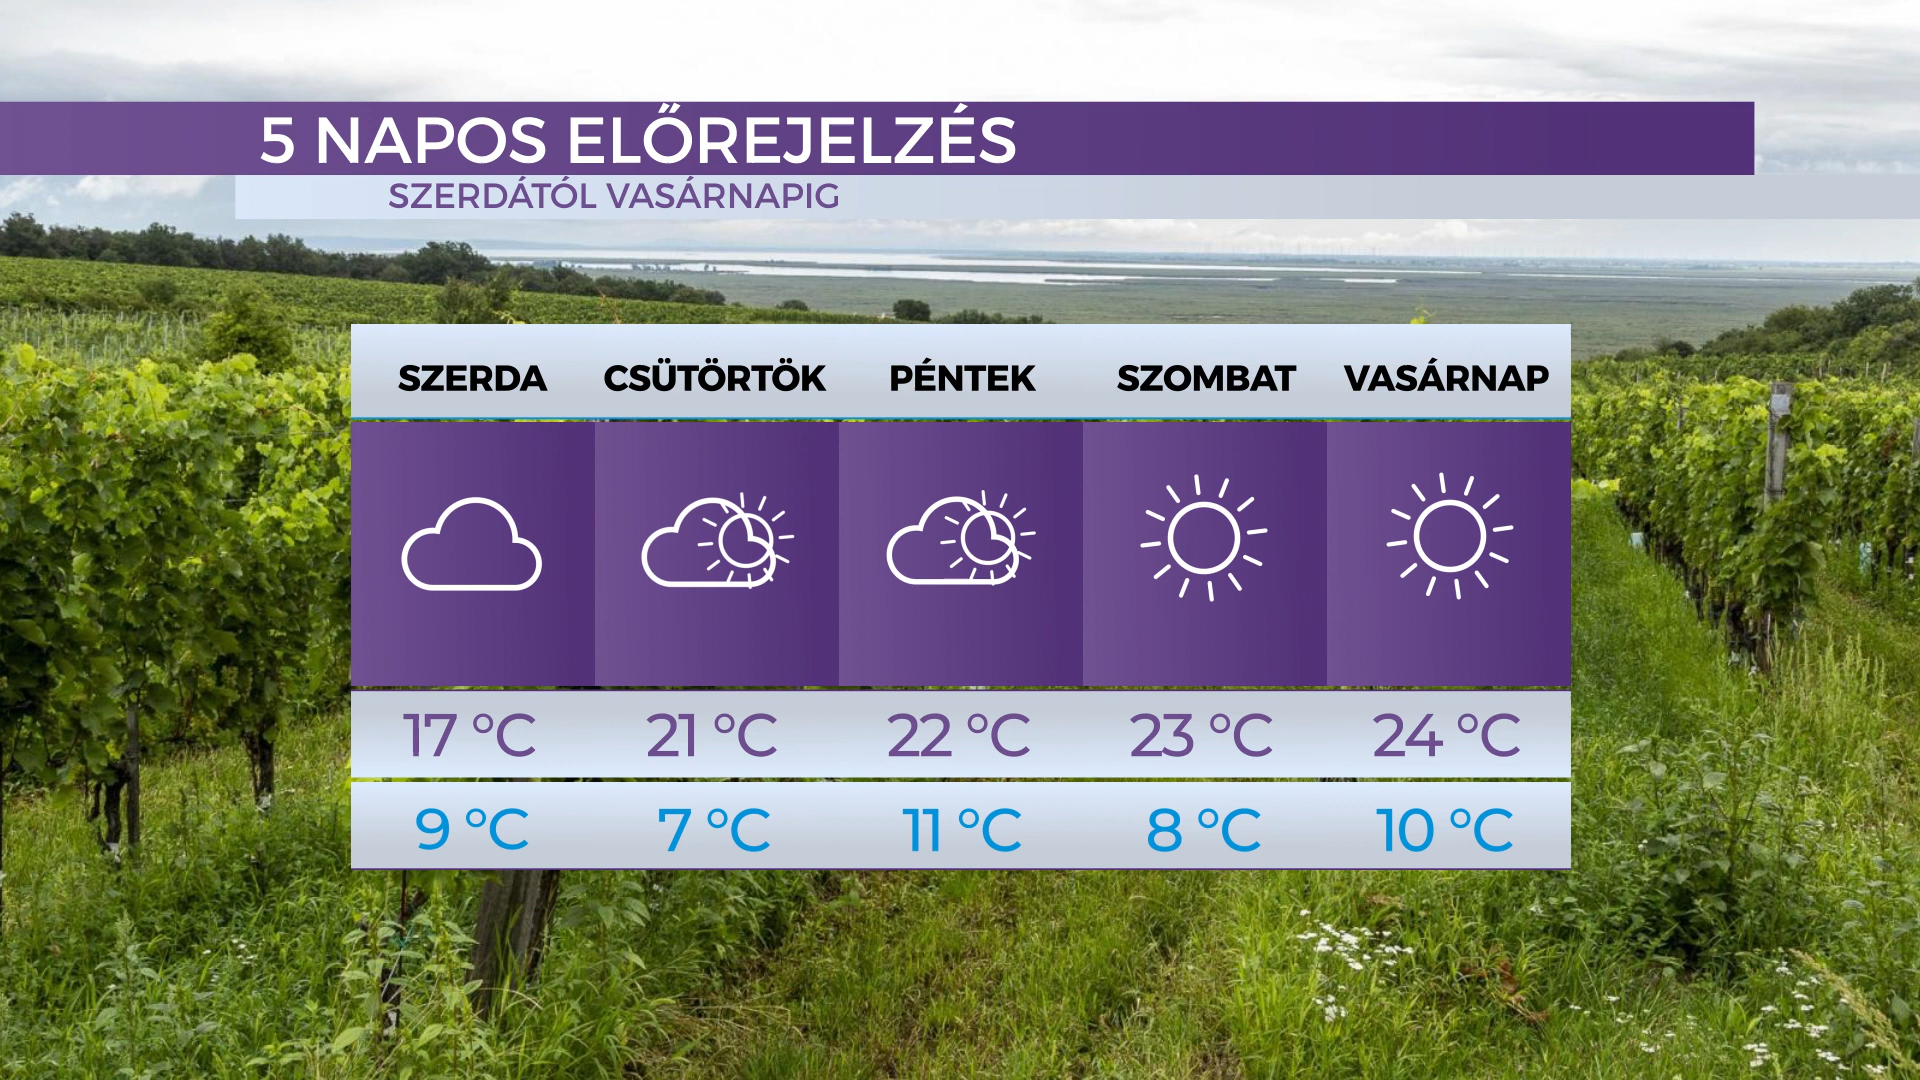 5 NAPOS ELŐREJELZÉS
SZERDÁTÓL VASÁRNAPIG
SZERDA CSÜTÖRTÖK PÉNTEK SZOMBAT VASÁRNAP
17 °C 21 °C 22 °C 23 °C 24 °C
9 °C 7 °C 11 °C 8 °C 10 °C